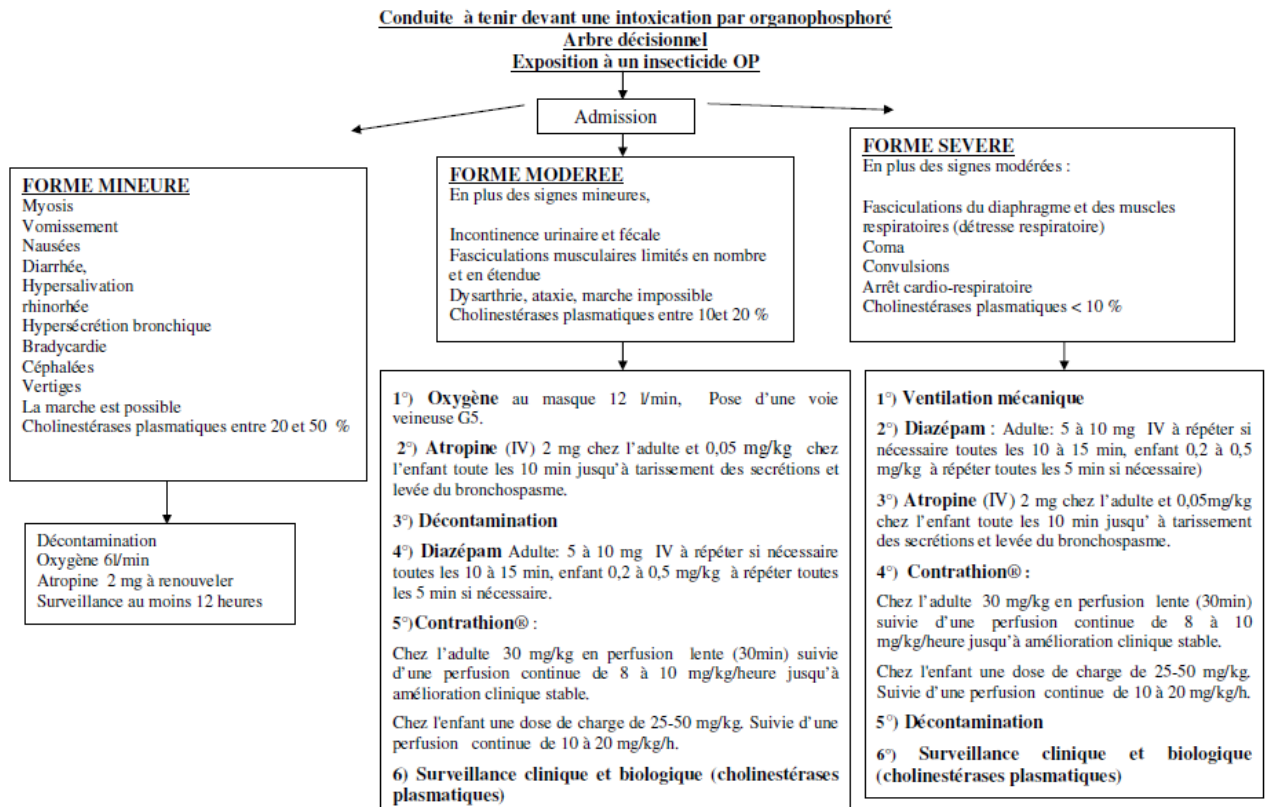 Conduite à tenir devant une intoxication par organophosphoré
Arbre décisionnel
Exposition à un insecticide OP
Admission
FORME MINEURE
Myosis
Vomissement
Nausées
Diarrhée,
Hypersalivation
rhinorhée
Hypersécrétion bronchique
Bradycardie
Céphalées
Vertiges
La marche est possible
Cholinestérases plasmatiques entre 20 et 50 %
Décontamination
Oxygène 6l/min
Atropine 2 mg à renouveler
Surveillance au moins 12 heures
FORME MODEREE
En plus des signes mineures,
Incontinence urinaire et fécale
Fasciculations musculaires limités en nombre
et en étendue
Dysarthrie, ataxie, marche impossible
Cholinestérases plasmatiques entre 10et 20 %
1°) Oxygène au masque 12 l/min, Pose d'une voie
veineuse G5.
2°) Atropine (IV) 2 mg chez l'adulte et 0,05 mg/kg chez
l'enfant toute les 10 min jusqu'à tarissement des secrétions et
levée du bronchospasme.
3°) Décontamination
4°) Diazépam Adulte: 5 à 10 mg IV à répéter si nécessaire
toutes les 10 à 15 min, enfant 0,2 à 0,5 mg/kg à répéter toutes
les 5 min si nécessaire.
5°)Contrathion® :
Chez l'adulte 30 mg/kg en perfusion lente (30min) suivie
d'une perfusion continue de 8 à 10 mg/kg/heure jusqu'à
amélioration clinique stable.
Chez l'enfant une dose de charge de 25-50 mg/kg. Suivie d'une
perfusion continue de 10 à 20 mg/kg/h.
6) Surveillance clinique et biologique (cholinestérases
plasmatiques)
FORME SEVERE
En plus des signes modérées :
Fasciculations du diaphragme et des muscles
respiratoires (détresse respiratoire)
Coma
Convulsions
Arrêt cardio-respiratoire
Cholinestérases plasmatiques < 10 %
1°) Ventilation mécanique
2°) Diazépam : Adulte: 5 à 10 mg IV à répéter si
nécessaire toutes les 10 à 15 min, enfant 0,2 à 0,5
mg/kg à répéter toutes les 5 min si nécessaire)
3°) Atropine (IV) 2 mg chez l'adulte et 0,05mg/kg
chez l'enfant toute les 10 min jusqu' à tarissement
des secrétions et levée du bronchospasme.
4°) Contrathion® :
Chez l'adulte 30 mg/kg en perfusion lente (30min)
suivie d'une perfusion continue de 8 à 10
mg/kg/heure jusqu'à amélioration clinique stable.
Chez l'enfant une dose de charge de 25-50 mg/kg.
Suivie d'une perfusion continue de 10 à 20 mg/kg/h.
5°) Décontamination
6°) Surveillance clinique et biologique
(cholinestérases plasmatiques)